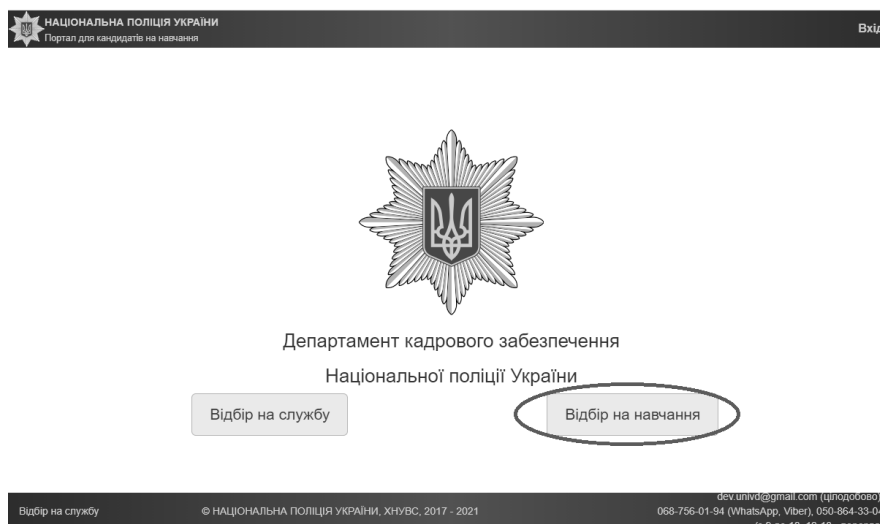 НАЦІОНАЛЬНА ПОЛІЦІЯ УКРАЇНИ
Портал для кандидатів на навчання
Вхід
Департамент кадрового забезпечення
Національної поліції України
Відбір на службу
Відбір на навчання
dev.univd@gmail.com (цілодобово)
Відбір на службу
© НАЦІОНАЛЬНА ПОЛІЦІЯ УКРАЇНИ, ХНУВС, 2017 - 2021
068-756-01-94 (WhatsApp, Viber), 050-864-33-04